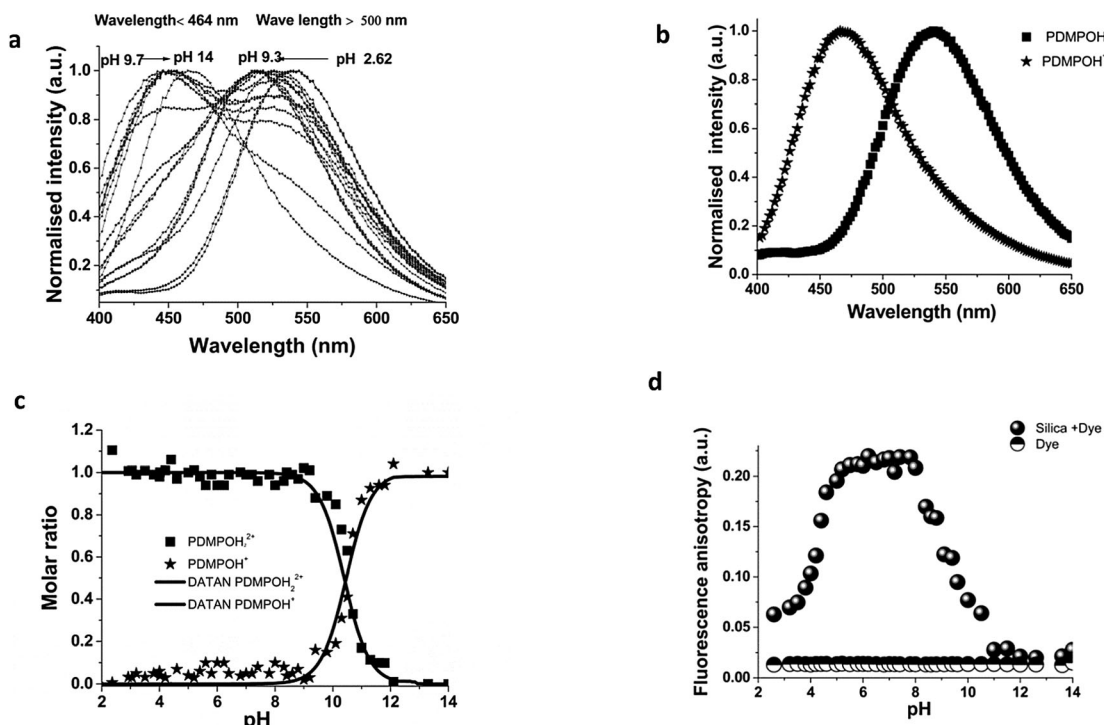 Wavelength< 464 nm Wave length > 500 nm
a
pH 9.7 pH 14 pH 9.3 pH 2.62
Normalised intensity (a.u.)
1.0
0.8
0.6
0.4
0.2
400 450 500 550 600 650
Wavelength (nm)
b
PDMPOH
PDMPOH
Normalised intensity (a.u.)
1.0
0.8
0.6
0.4
0.2
0.0
400 450 500 550 600 650
Wavelength (nm)
c
Molar ratio
1.2
1.0
0.8
0.6
0.4
0.2
0.0
PDMPOH₂²⁺
PDMPOH⁺
DATAN PDMPOH₂²⁺
DATAN PDMPOH⁺
2 4 6 8 10 12 14
pH
d
Silica +Dye
Dye
Fluorescence anisotropy (a.u.)
0.20
0.15
0.10
0.05
0.00
2 4 6 8 10 12 14
pH